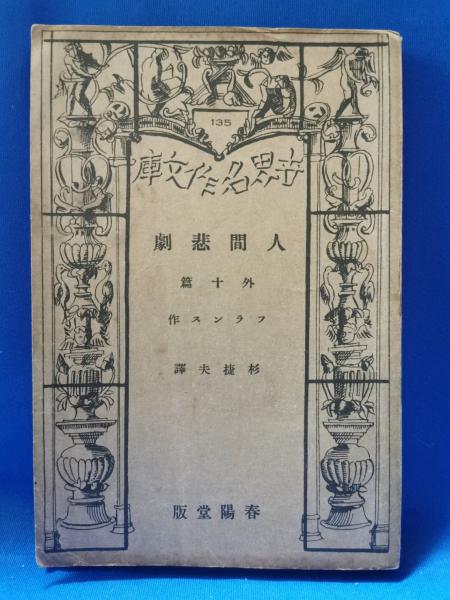 135
世界名作文庫
人間悲劇
外十篇
フランス作
杉捷夫譯
春陽堂版